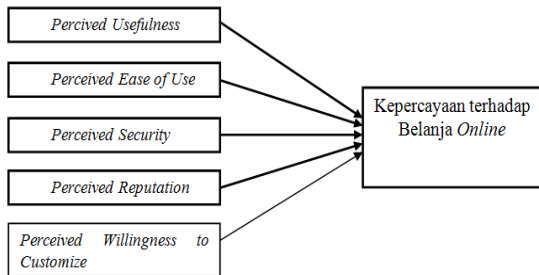 Percived Usefulness
Perceived Ease of Use
Perceived Security
Perceived Reputation
Perceived Willingness to
Customize
Kepercayaan terhadap
Belanja Online